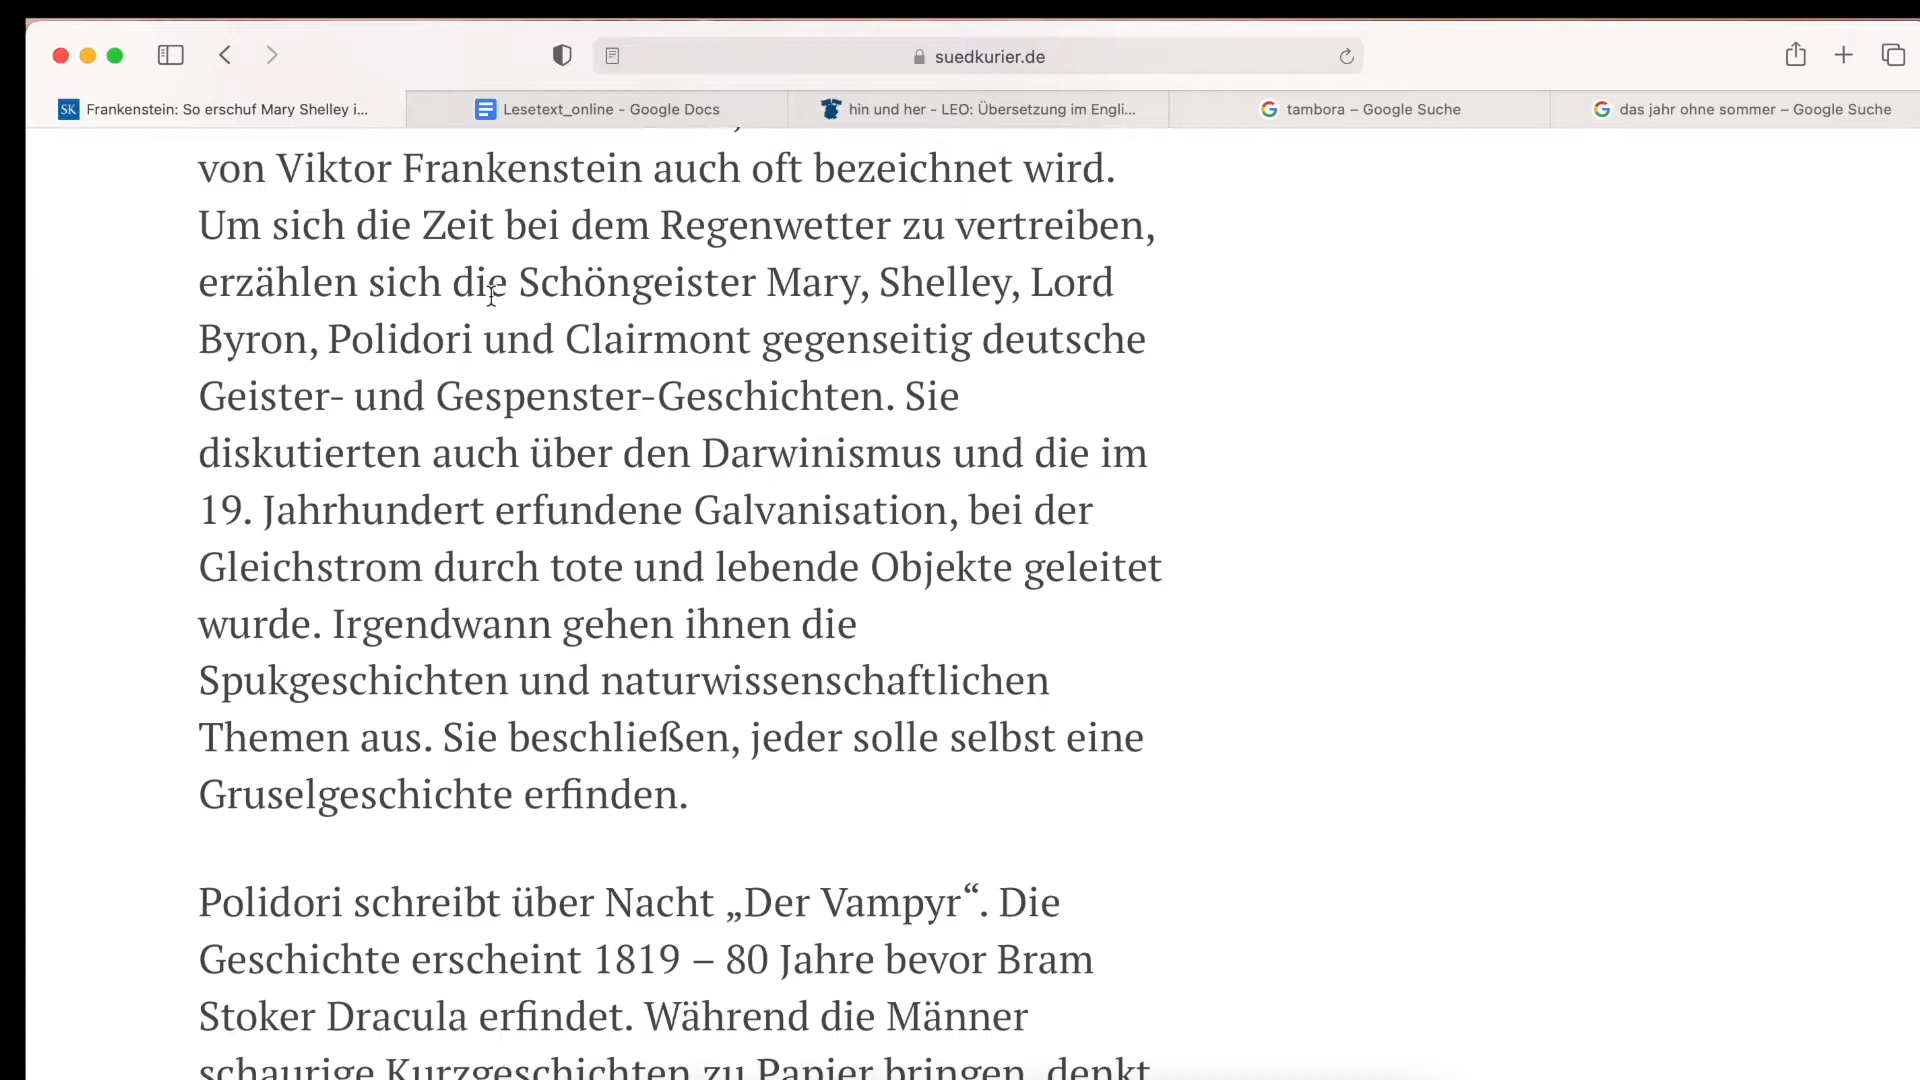 suedkurier.de
Frankenstein: So erschuf Mary Shelley i...
Lesetext_online - Google Docs
hin und her - LEO: Übersetzung im Engli...
tambora – Google Suche
das jahr ohne sommer – Google Suche
von Viktor Frankenstein auch oft bezeichnet wird.
Um sich die Zeit bei dem Regenwetter zu vertreiben,
erzählen sich die Schöngeister Mary, Shelley, Lord
Byron, Polidori und Clairmont gegenseitig deutsche
Geister- und Gespenster-Geschichten. Sie
diskutierten auch über den Darwinismus und die im
19. Jahrhundert erfundene Galvanisation, bei der
Gleichstrom durch tote und lebende Objekte geleitet
wurde. Irgendwann gehen ihnen die
Spukgeschichten und naturwissenschaftlichen
Themen aus. Sie beschließen, jeder solle selbst eine
Gruselgeschichte erfinden.
Polidori schreibt über Nacht „Der Vampyr“. Die
Geschichte erscheint 1819 – 80 Jahre bevor Bram
Stoker Dracula erfindet. Während die Männer
schaurige Kurzgeschichten zu Papier bringen, denkt